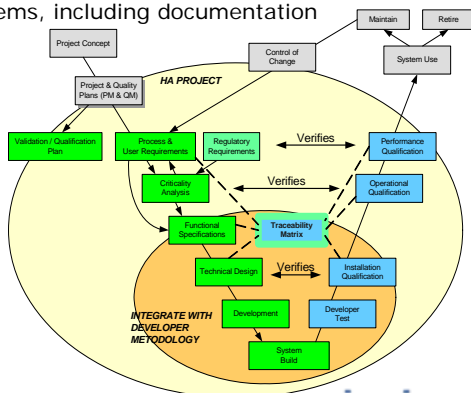 ems, including documentation
Maintain
Retire
Project Concept
Control of
Change
System Use
HA PROJECT
Project & Quality
Plans (PM & QM)
Validation / Qualification
Plan
Process &
User Requirements
Regulatory
Requirements
Verifies
Performance
Qualification
Criticality
Analysis
Verifies
Operational
Qualification
Functional
Specifications
Traceability
Matrix
Technical Design
Verifies
Installation
Qualification
INTEGRATE WITH
DEVELOPER
METODOLOGY
Development
Developer
Test
System
Build